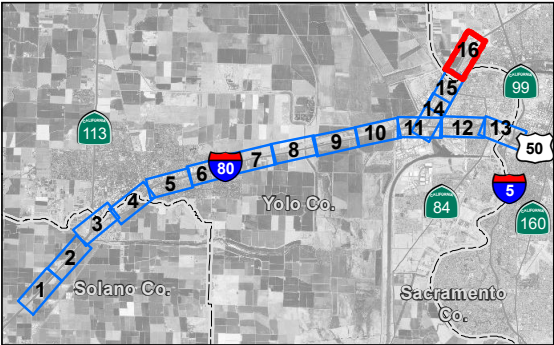 16
15
CALIFORNIA
99
14
CALIFORNIA
113
11
12
13
10
9
8
7
6
5
50
80
4
5
CALIFORNIA
84
CALIFORNIA
160
Yolo Co.
3
2
1
Solano Co.
Sacramento
Co.